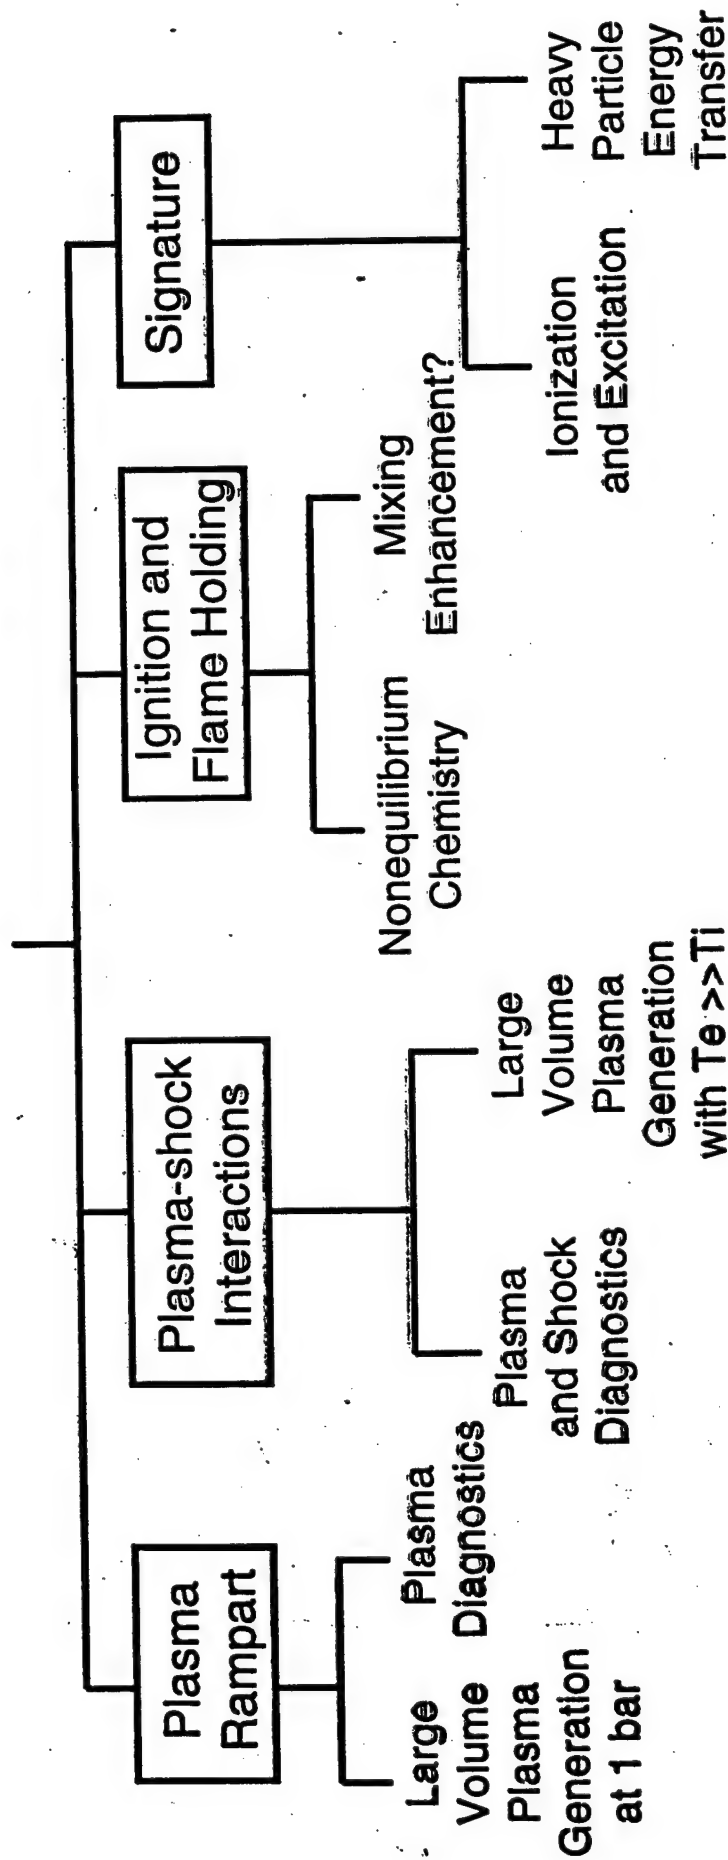 Plasma
Rampart
Large
Volume
Plasma
Generation
at 1 bar
Plasma
Diagnostics
Plasma-shock
Interactions
Plasma
and Shock
Diagnostics
Large
Volume
Plasma
Generation
with Te >>Ti
Ignition and
Flame Holding
Nonequilibrium
Chemistry
Mixing
Enhancement?
Signature
Ionization
and Excitation
Heavy
Particle
Energy
Transfer